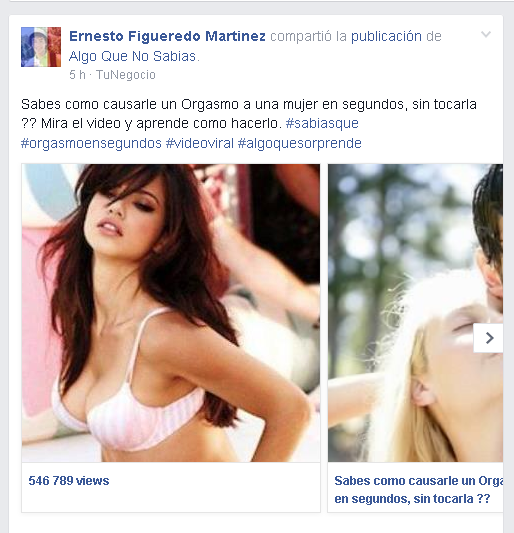 Ernesto Figueredo Martinez compartió la publicación de
Algo Que No Sabias.
5 h · TuNegocio
Sabes como causarle un Orgasmo a una mujer en segundos, sin tocarla
?? Mira el video y aprende como hacerlo. #sabiasque
#orgasmoensegundos #videoviral #algoquesorprende
546 789 views
Sabes como causarle un Orga
en segundos, sin tocarla ??